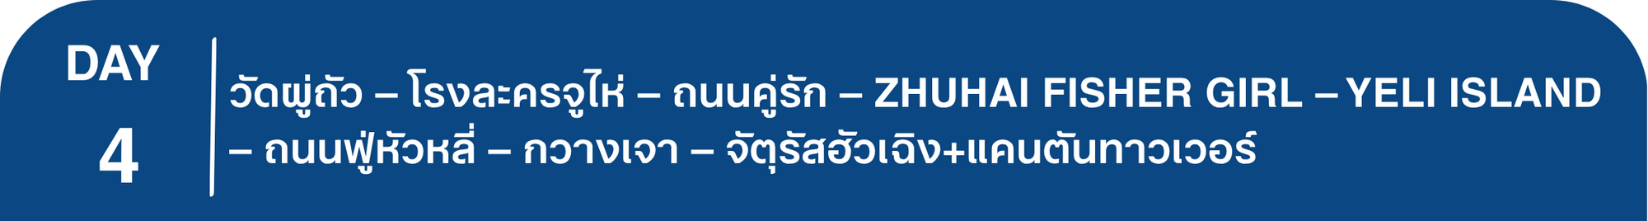 DAY
4
วัดผู่ถัว – โรงละครจูไห่ – ถนนคู่รัก – ZHUHAI FISHER GIRL – YELI ISLAND
– ถนนฟู่หัวหลี่ – กวางเจา – จัตุรัสฮัวเฉิง+แคนตันทาวเวอร์